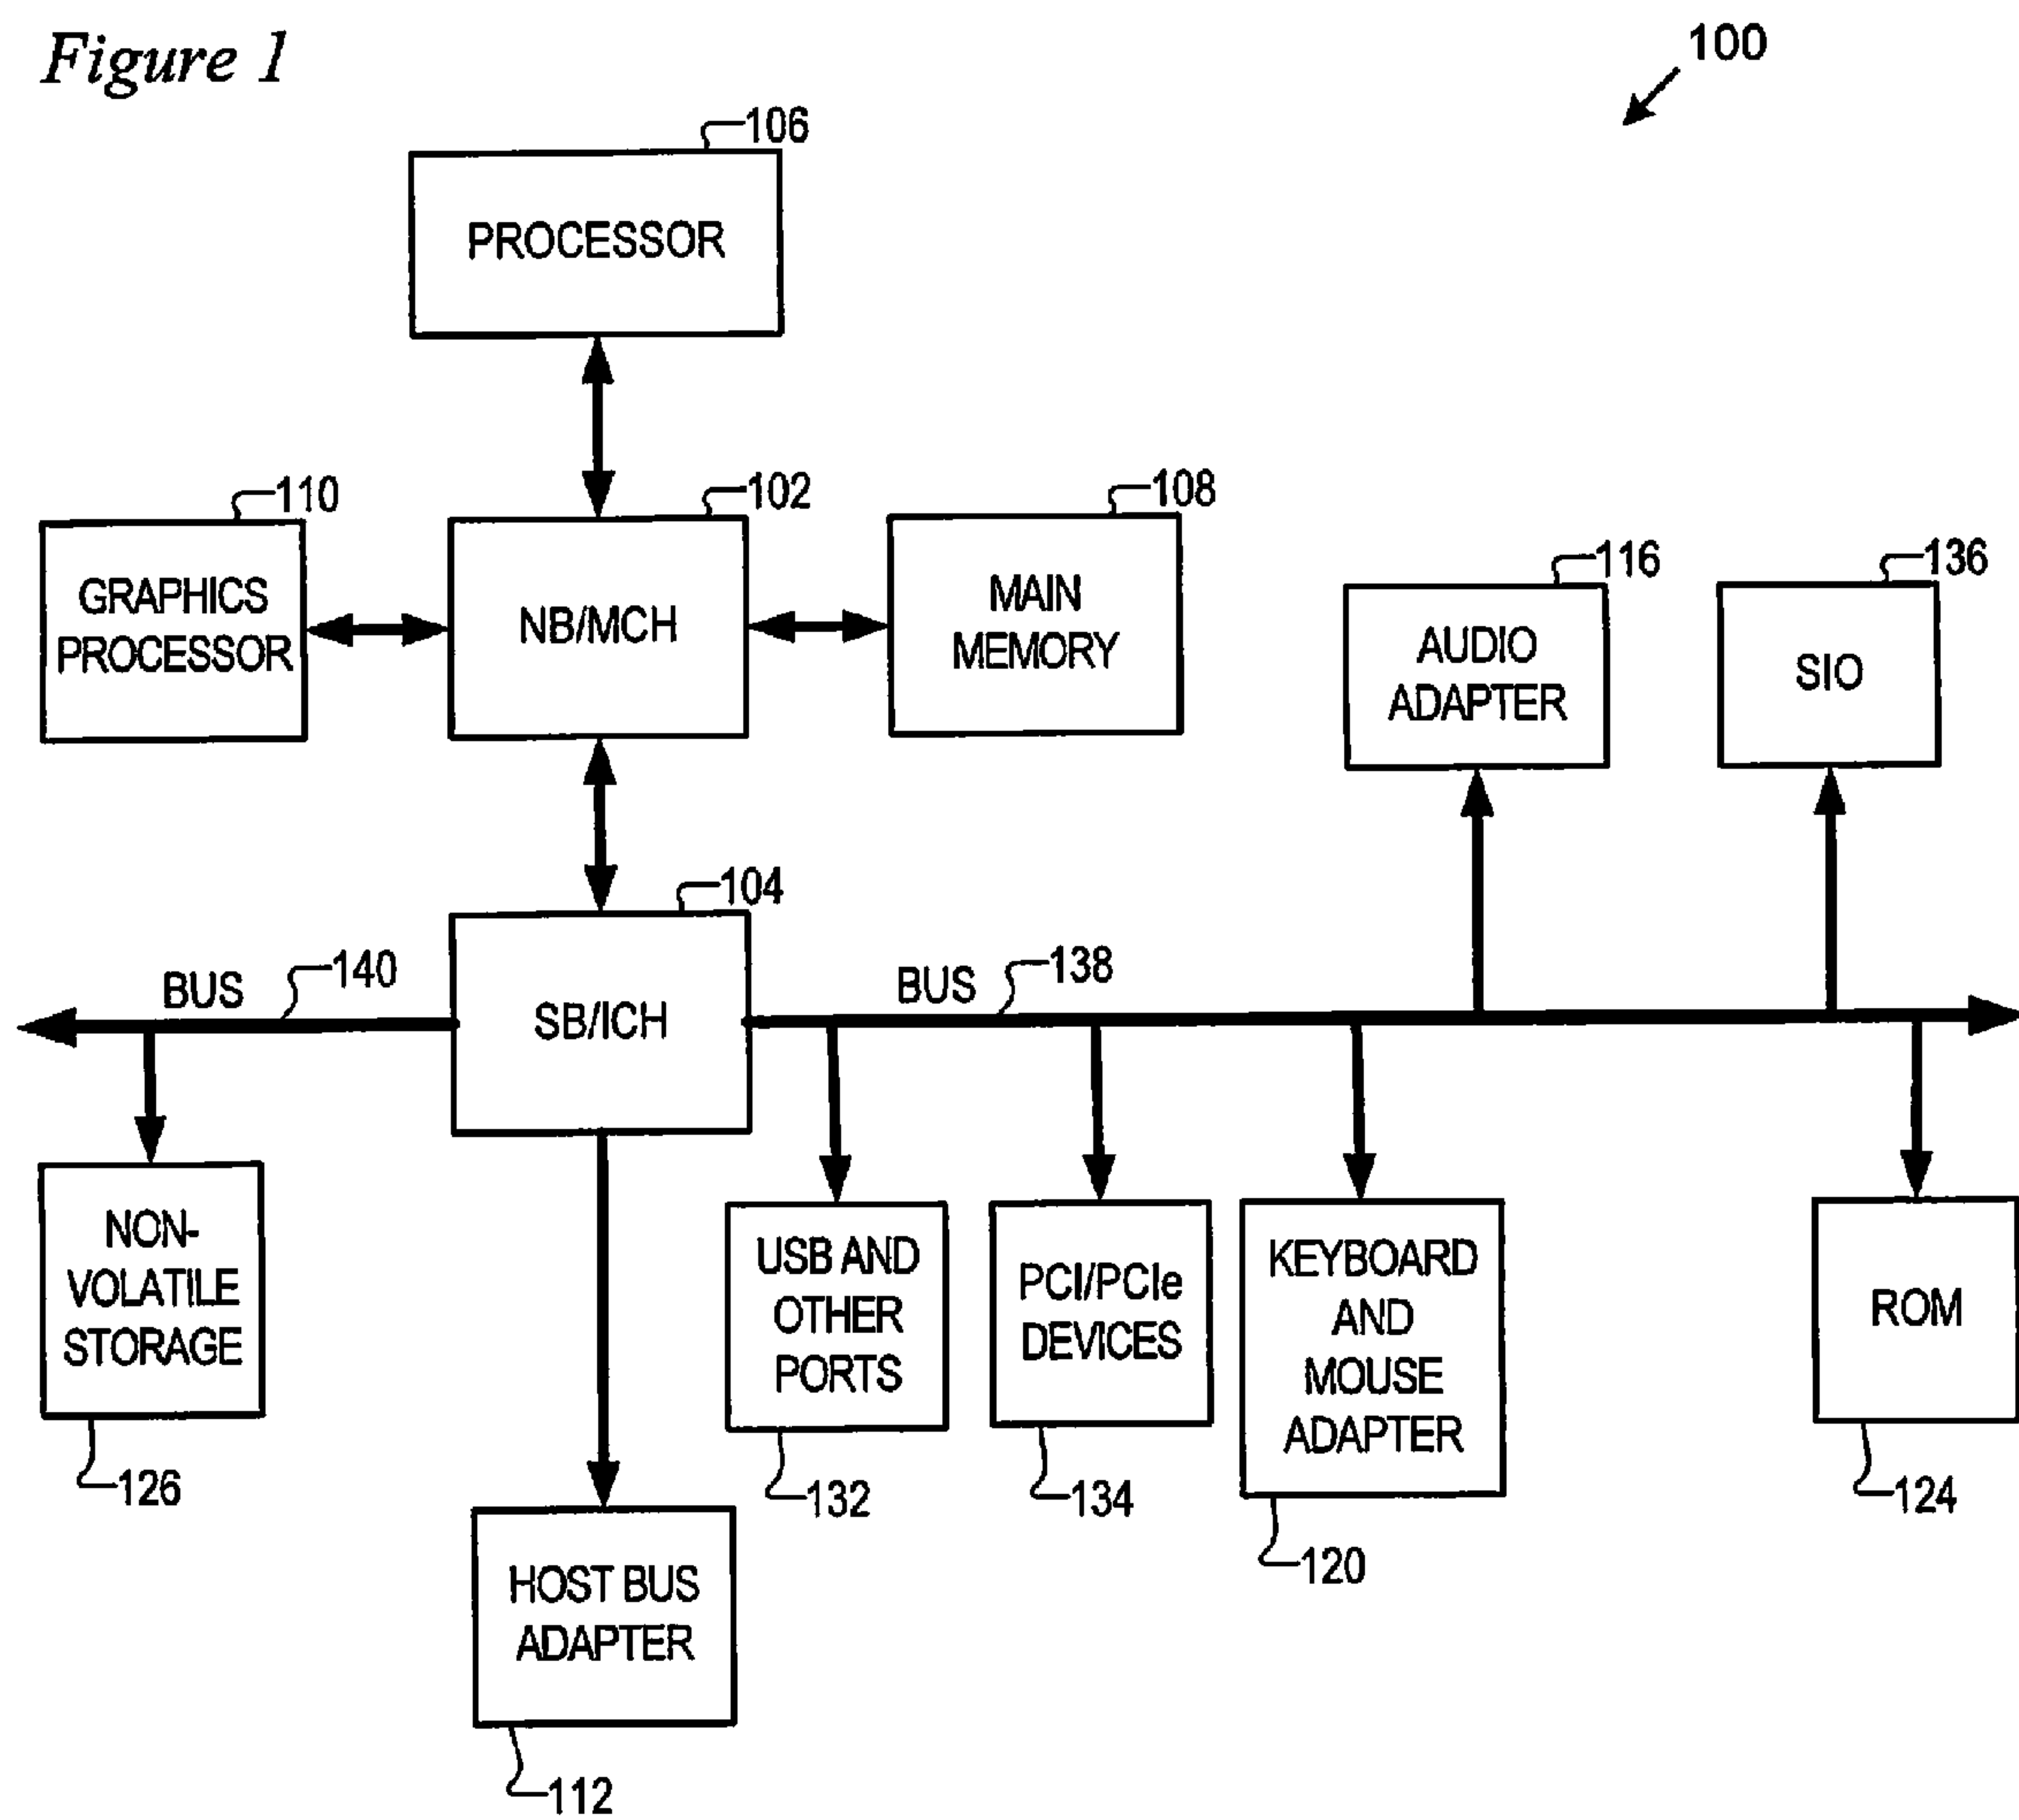 Figure 1
100
106
PROCESSOR
110
102
108
GRAPHICS
PROCESSOR
NB/MCH
MAIN
MEMORY
116
136
AUDIO
ADAPTER
SIO
104
BUS
140
SB/ICH
BUS
138
NON-
VOLATILE
STORAGE
126
USB AND
OTHER
PORTS
132
PCI/PCIe
DEVICES
134
KEYBOARD
AND
MOUSE
ADAPTER
120
ROM
124
HOST BUS
ADAPTER
112